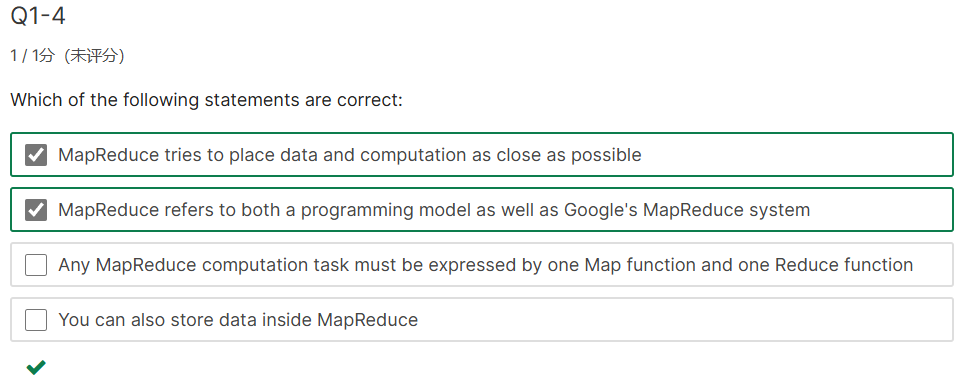 Q1-4
1 / 1分（未评分）
Which of the following statements are correct:
MapReduce tries to place data and computation as close as possible
MapReduce refers to both a programming model as well as Google's MapReduce system
Any MapReduce computation task must be expressed by one Map function and one Reduce function
You can also store data inside MapReduce